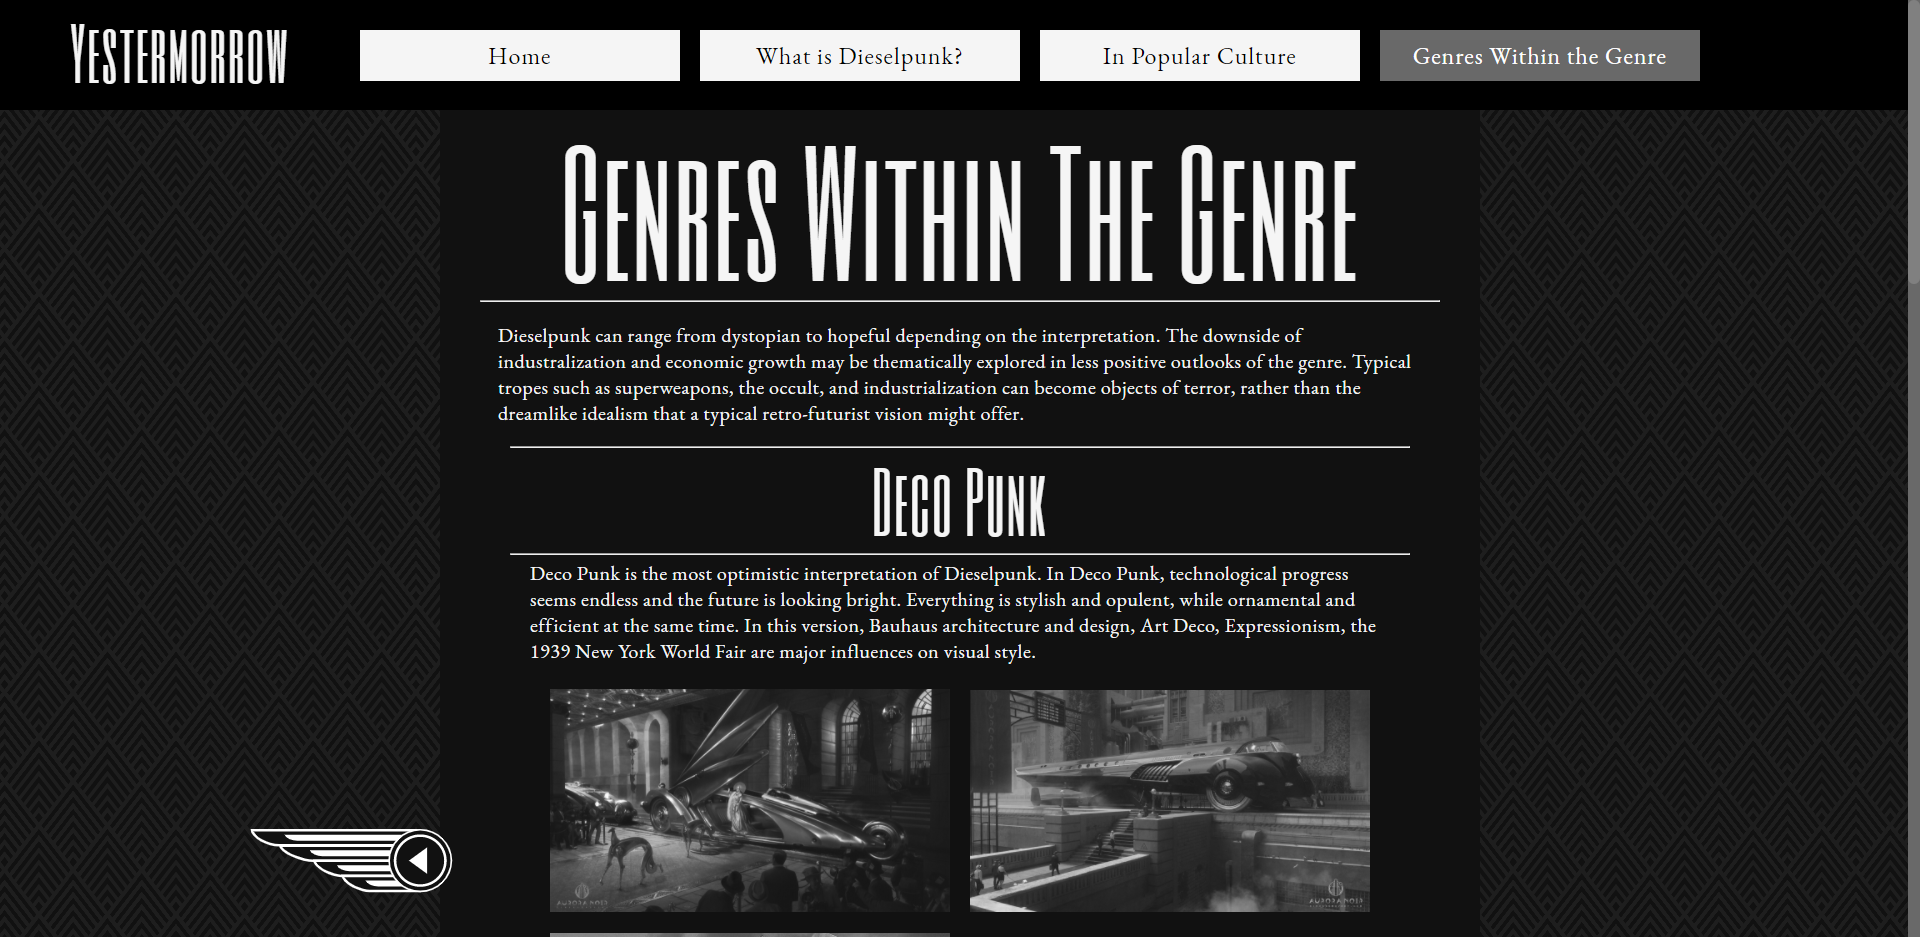 Yestermorrow
Home
What is Dieselpunk?
In Popular Culture
Genres Within the Genre
Genres Within The Genre
Dieselpunk can range from dystopian to hopeful depending on the interpretation. The downside of
industralization and economic growth may be thematically explored in less positive outlooks of the genre. Typical
tropes such as superweapons, the occult, and industrialization can become objects of terror, rather than the
dreamlike idealism that a typical retro-futurist vision might offer.
Deco Punk
Deco Punk is the most optimistic interpretation of Dieselpunk. In Deco Punk, technological progress
seems endless and the future is looking bright. Everything is stylish and opulent, while ornamental and
efficient at the same time. In this version, Bauhaus architecture and design, Art Deco, Expressionism, the
1939 New York World Fair are major influences on visual style.